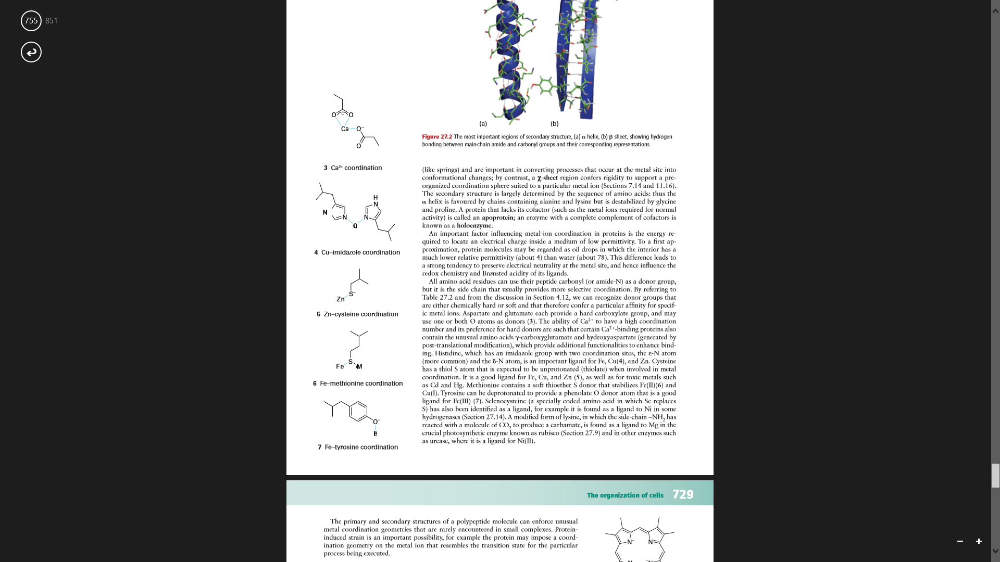 755 851
(a) (b)
Figure 27.2 The most important regions of secondary structure, (a) α helix, (b) β sheet, showing hydrogen
bonding between main-chain amide and carbonyl groups and their corresponding representations.
O O
Ca O⁻
O
3 Ca²⁺ coordination
H
N
N
N N
4 Cu–imidazole coordination
S⁻
Zn
5 Zn–cysteine coordination
S
Fe
6 Fe–methionine coordination
O⁻
7 Fe–tyrosine coordination
(like springs) and are important in converting processes that occur at the metal site into
conformational changes; by contrast, a χ-sheet region confers rigidity to support a pre-
organized coordination sphere suited to a particular metal ion (Sections 7.14 and 11.16).
The secondary structure is largely determined by the sequence of amino acids: thus the
α helix is favoured by chains containing alanine and lysine but is destabilized by glycine
and proline. A protein that lacks its cofactor (such as the metal ions required for normal
activity) is called an apoprotein; an enzyme with a complete complement of cofactors is
known as a holoenzyme.
An important factor influencing metal-ion coordination in proteins is the energy re-
quired to locate an electrical charge inside a medium of low permittivity. To a first ap-
proximation, protein molecules may be regarded as oil drops in which the interior has a
much lower relative permittivity (about 4) than water (about 78). This difference leads to
a strong tendency to preserve electrical neutrality at the metal site, and hence influence the
redox chemistry and Brønsted acidity of its ligands.
All amino acid residues can use their peptide carbonyl (or amide-N) as a donor group,
but it is the side chain that usually provides more selective coordination. By referring to
Table 27.2 and from the discussion in Section 4.12, we can recognize donor groups that
are either chemically hard or soft and that therefore confer a particular affinity for specif-
ic metal ions. Aspartate and glutamate each provide a hard carboxylate group, and may
use one or both O atoms as donors (3). The ability of Ca²⁺ to have a high coordination
number and its preference for hard donors are such that certain Ca²⁺-binding proteins also
contain the unusual amino acids γ-carboxyglutamate and hydroxyaspartate (generated by
post-translational modification), which provide additional functionalities to enhance bind-
ing. Histidine, which has an imidazole group with two coordination sites, the ε-N atom
(more common) and the δ-N atom, is an important ligand for Fe, Cu(4), and Zn. Cysteine
has a thiol S atom that is expected to be unprotonated (thiolate) when involved in metal
coordination. It is a good ligand for Fe, Cu, and Zn (5), as well as for toxic metals such
as Cd and Hg. Methionine contains a soft thioether S donor that stabilizes Fe(II)(6) and
Cu(I). Tyrosine can be deprotonated to provide a phenolate O donor atom that is a good
ligand for Fe(III) (7). Selenocysteine (a specially coded amino acid in which Se replaces
S) has also been identified as a ligand, for example it is found as a ligand to Ni in some
hydrogenases (Section 27.14). A modified form of lysine, in which the side-chain –NH₂ has
reacted with a molecule of CO₂ to produce a carbamate, is found as a ligand to Mg in the
crucial photosynthetic enzyme known as rubisco (Section 27.9) and in other enzymes such
as urease, where it is a ligand for Ni(II).
The organization of cells 729
The primary and secondary structures of a polypeptide molecule can enforce unusual
metal coordination geometries that are rarely encountered in small complexes. Protein-
induced strain is an important possibility, for example the protein may impose a coord-
ination geometry on the metal ion that resembles the transition state for the particular
process being executed.
N⁻ N